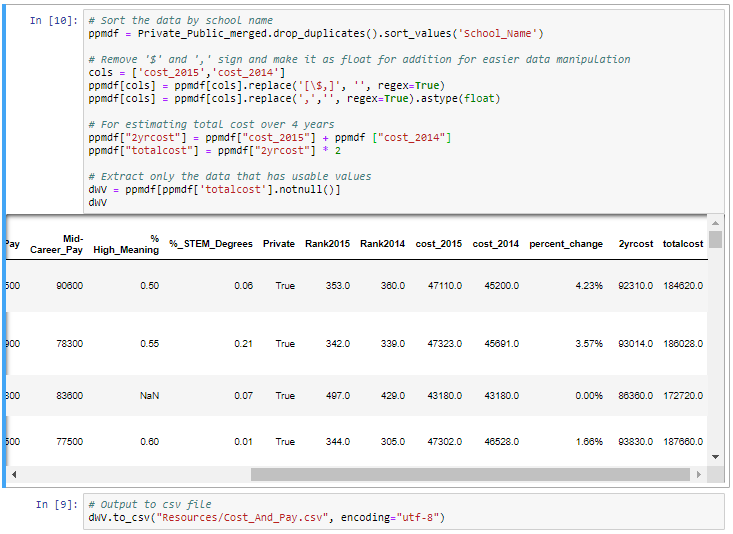 In [10]: # Sort the data by school name
ppmdf = Private_Public_merged.drop_duplicates().sort_values('School_Name')
# Remove '$' and ',' sign and make it as float for addition for easier data manipulation
cols = ['cost_2015','cost_2014']
ppmdf[cols] = ppmdf[cols].replace('[\$,]', '', regex=True)
ppmdf[cols] = ppmdf[cols].replace(',','', regex=True).astype(float)
# For estimating total cost over 4 years
ppmdf["2yrcost"] = ppmdf["cost_2015"] + ppmdf ["cost_2014"]
ppmdf["totalcost"] = ppmdf["2yrcost"] * 2
# Extract only the data that has usable values
dWV = ppmdf[ppmdf['totalcost'].notnull()]
dWV
Pay Mid-Career_Pay % High_Meaning %_STEM_Degrees Private Rank2015 Rank2014 cost_2015 cost_2014 percent_change 2yrcost totalcost
500 90600 0.50 0.06 True 353.0 360.0 47110.0 45200.0 4.23% 92310.0 184620.0
900 78300 0.55 0.21 True 342.0 339.0 47323.0 45691.0 3.57% 93014.0 186028.0
300 83600 NaN 0.07 True 497.0 429.0 43180.0 43180.0 0.00% 86360.0 172720.0
500 77500 0.60 0.01 True 344.0 305.0 47302.0 46528.0 1.66% 93830.0 187660.0
In [9]: # Output to csv file
dWV.to_csv("Resources/Cost_And_Pay.csv", encoding="utf-8")